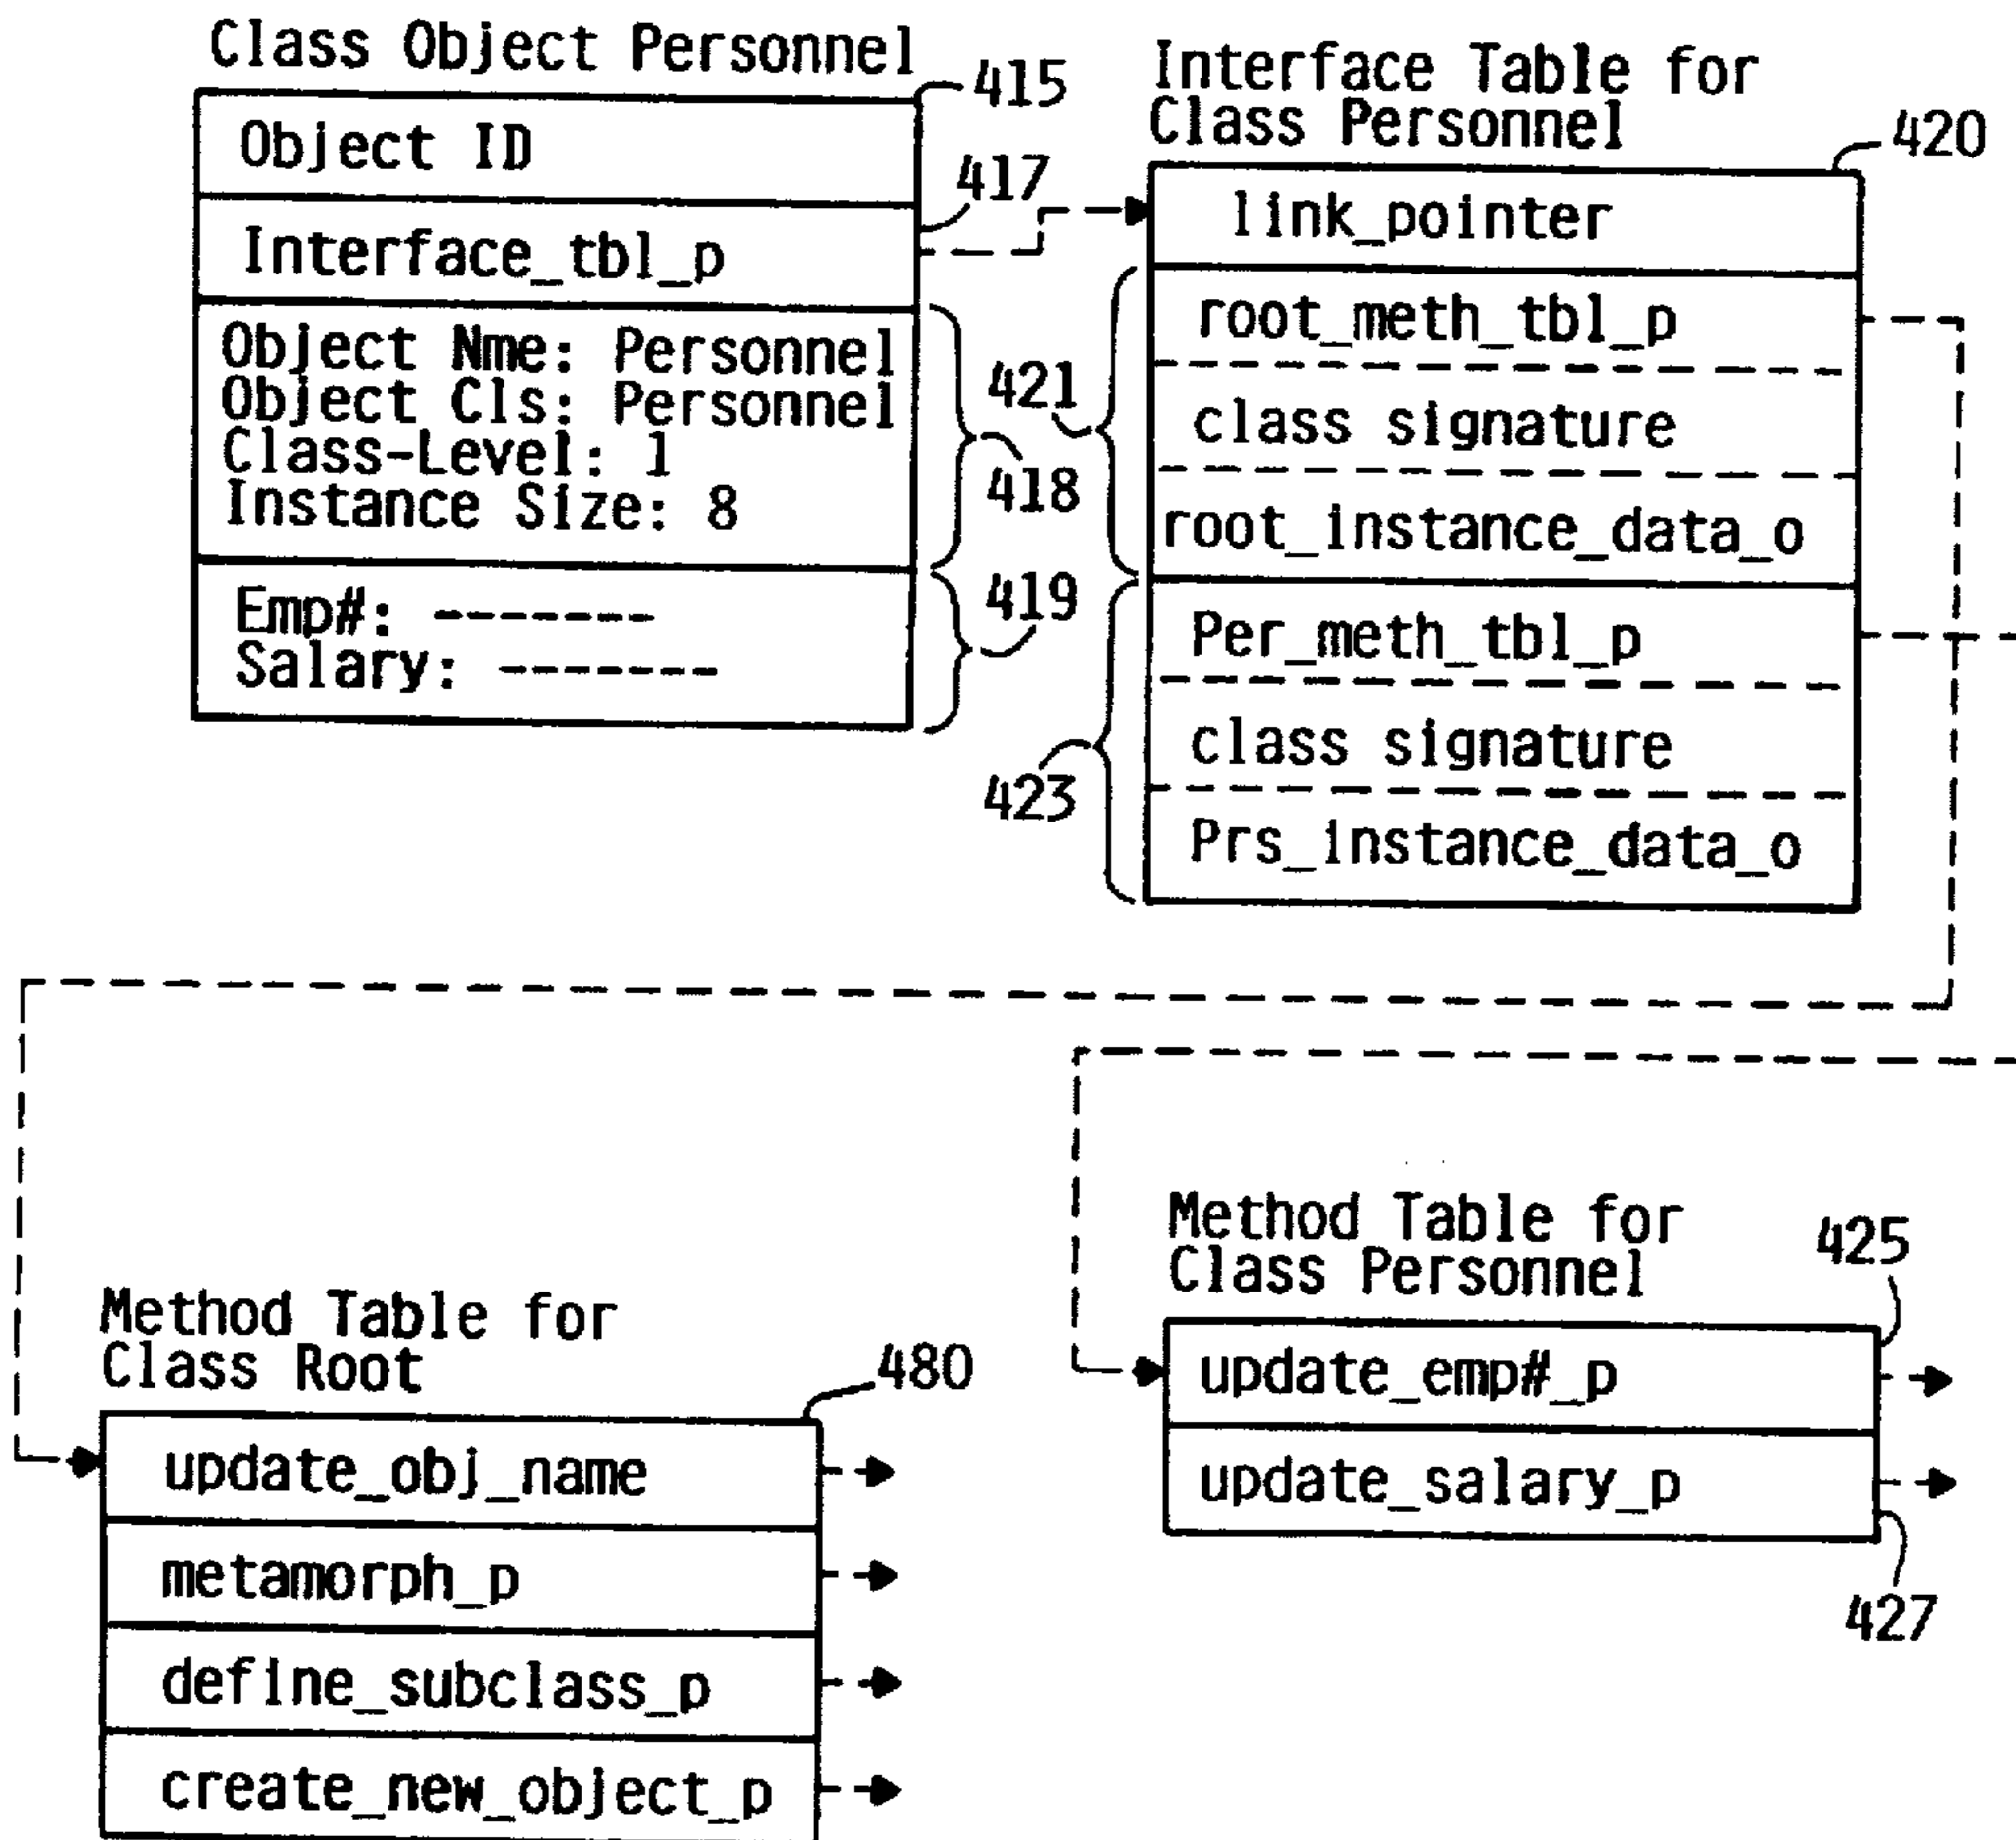 Class Object Personnel
415
Object ID
417
Interface_tbl_p
Object Nme: Personnel
Object Cls: Personnel
Class-Level: 1
Instance Size: 8
418
Emp#: -------
Salary: -------
419
Interface Table for
Class Personnel
420
link_pointer
421
root_meth_tbl_p
class signature
root_instance_data_o
423
Per_meth_tbl_p
class signature
Prs_instance_data_o
Method Table for
Class Root
480
update_obj_name
metamorph_p
define_subclass_p
create_new_object_p
Method Table for
Class Personnel
425
update_emp#_p
update_salary_p
427